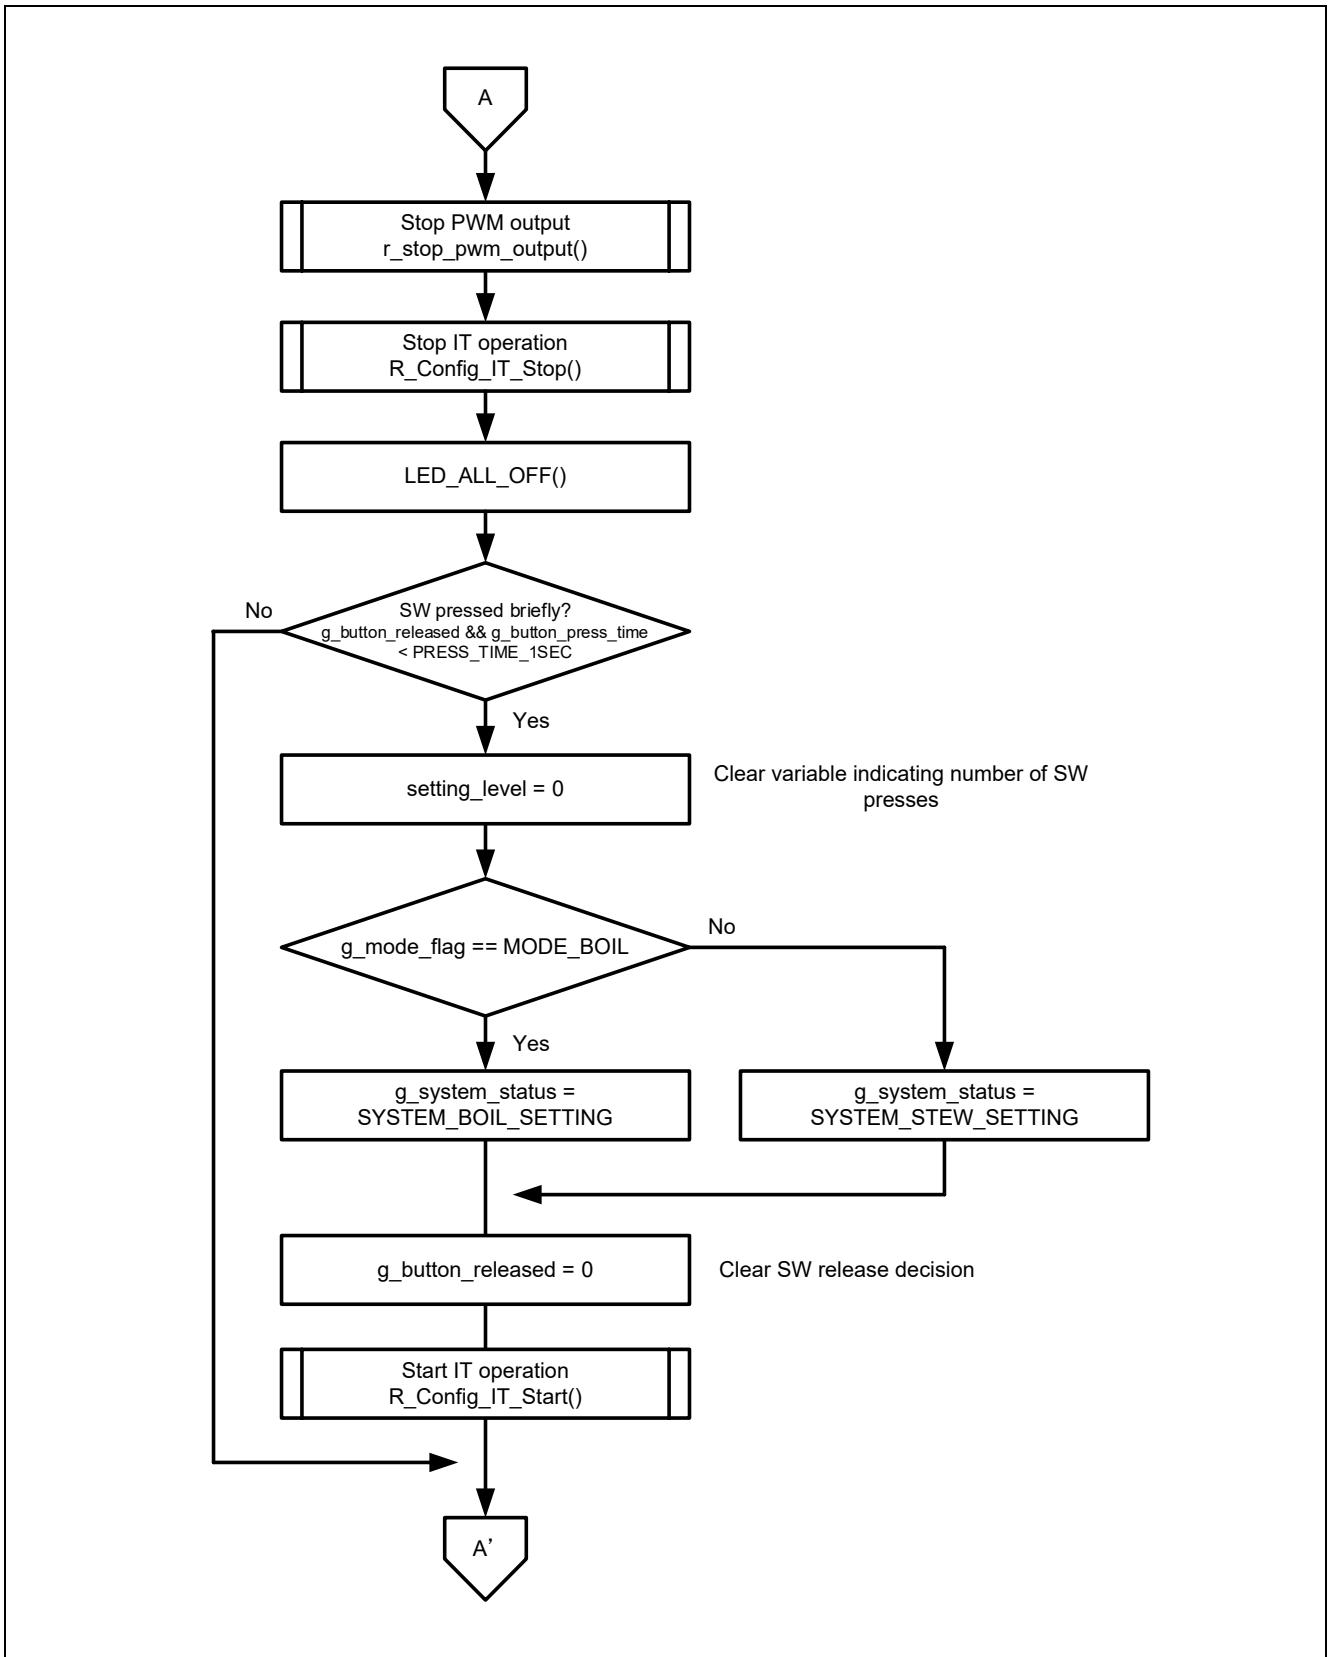 A
Stop PWM output
r_stop_pwm_output()
Stop IT operation
R_Config_IT_Stop()
LED_ALL_OFF()
No
SW pressed briefly?
g_button_released && g_button_press_time
< PRESS_TIME_1SEC
Yes
setting_level = 0
Clear variable indicating number of SW
presses
g_mode_flag == MODE_BOIL
No
Yes
g_system_status =
SYSTEM_BOIL_SETTING
g_system_status =
SYSTEM_STEW_SETTING
g_button_released = 0
Clear SW release decision
Start IT operation
R_Config_IT_Start()
A’